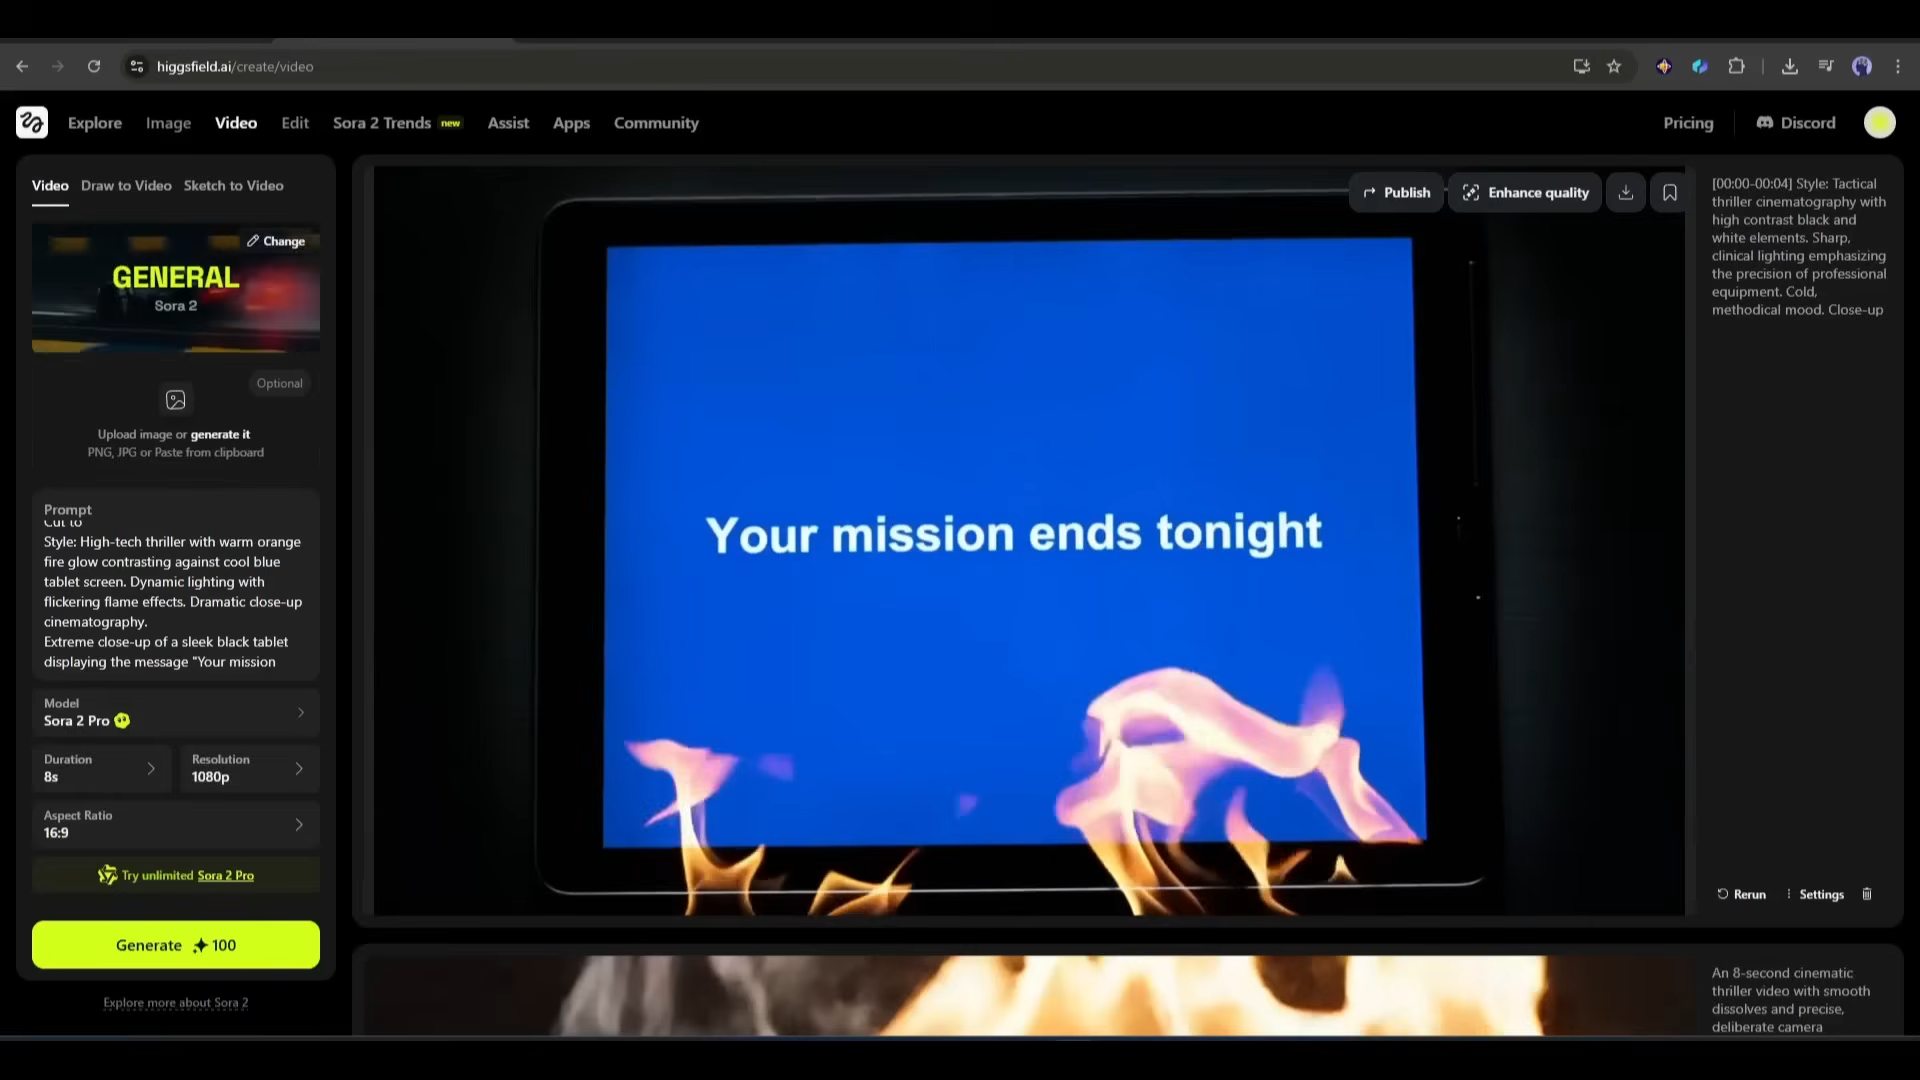 higgsfield.ai/create/video
Explore
Image
Video
Edit
Sora 2 Trends new
Assist
Apps
Community
Pricing
Discord
Video
Draw to Video
Sketch to Video
Change
GENERAL
Sora 2
Optional
Upload image or generate it
PNG, JPG or Paste from clipboard
Prompt
Cut to
Style: High-tech thriller with warm orange
fire glow contrasting against cool blue
tablet screen. Dynamic lighting with
flickering flame effects. Dramatic close-up
cinematography.
Extreme close-up of a sleek black tablet
displaying the message "Your mission
Model
Sora 2 Pro
Duration
8s
Resolution
1080p
Aspect Ratio
16:9
Try unlimited Sora 2 Pro
Generate 100
Explore more about Sora 2
Publish
Enhance quality
Your mission ends tonight
[00:00-00:04] Style: Tactical
thriller cinematography with
high contrast black and
white elements. Sharp,
clinical lighting emphasizing
the precision of professional
equipment. Cold,
methodical mood. Close-up
Rerun
Settings
An 8-second cinematic
thriller video with smooth
dissolves and precise,
deliberate camera